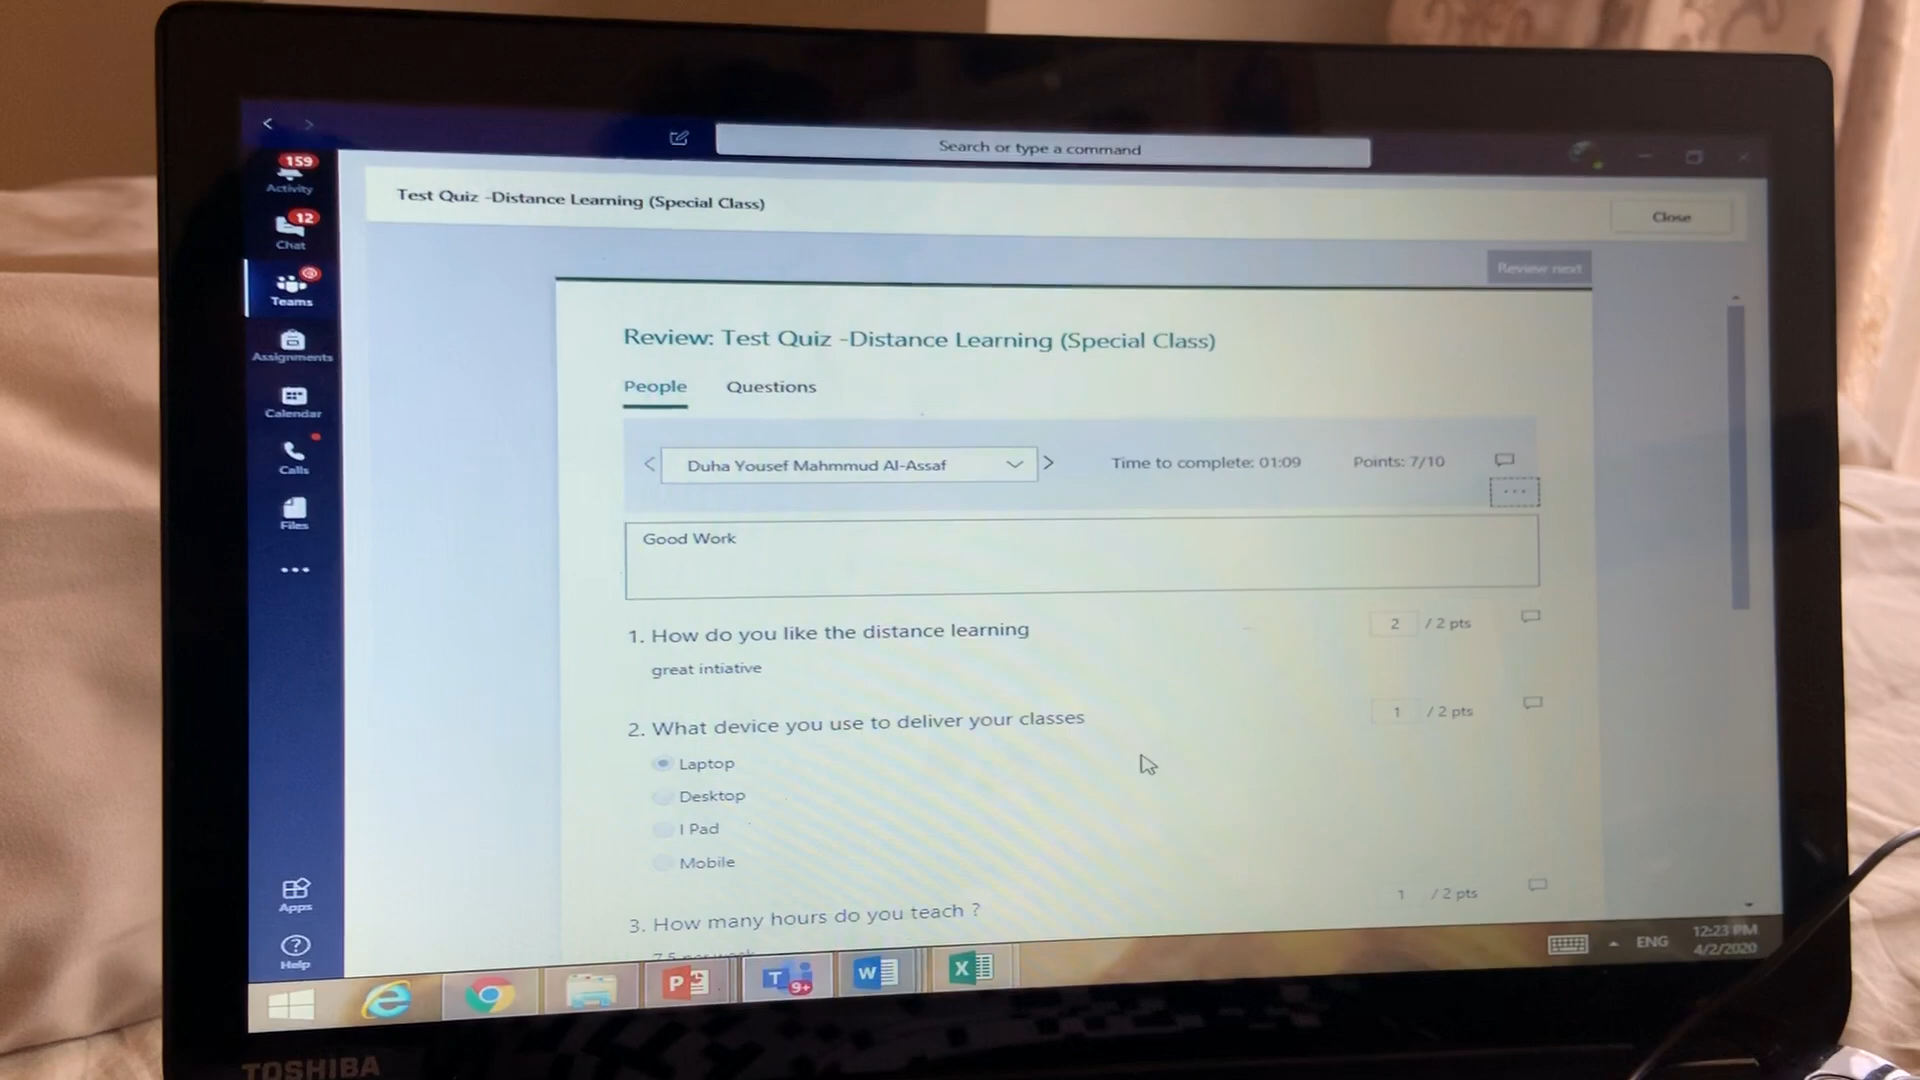 Search or type a command
159
Activity
Test Quiz -Distance Learning (Special Class)
Close
12
Chat
Review next
Teams
Review: Test Quiz -Distance Learning (Special Class)
Assignments
People
Questions
Calendar
Duha Yousef Mahmmud Al-Assaf
Time to complete: 01:09
Points: 7/10
Calls
Files
Good Work
1. How do you like the distance learning
2 / 2 pts
great intiative
2. What device you use to deliver your classes
1 / 2 pts
Laptop
Desktop
I Pad
Mobile
Apps
3. How many hours do you teach ?
1 / 2 pts
Help
ENG
12:23 PM
4/2/2020
9+
TOSHIBA